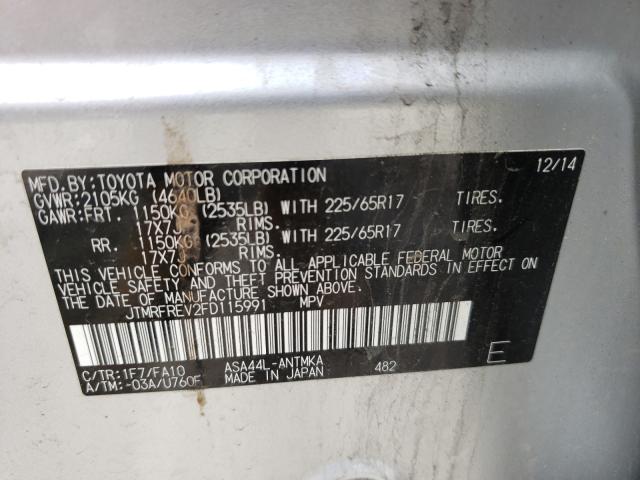 12/14
MFD.BY:TOYOTA MOTOR CORPORATION
GVWR:2105KG (4640LB)
GAWR:FRT. 1150KG (2535LB) WITH 225/65R17 TIRES.
17X7J RIMS.
RR. 1150KG (2535LB) WITH 225/65R17 TIRES.
17X7J RIMS.
THIS VEHICLE CONFORMS TO ALL APPLICABLE FEDERAL MOTOR
VEHICLE SAFETY AND THEFT PREVENTION STANDARDS IN EFFECT ON
THE DATE OF MANUFACTURE SHOWN ABOVE.
JTMRFREV2FD115991 MPV
C/TR:1F7/FA10 ASA44L-ANTMKA 482 E
A/TM:-03A/U760F MADE IN JAPAN